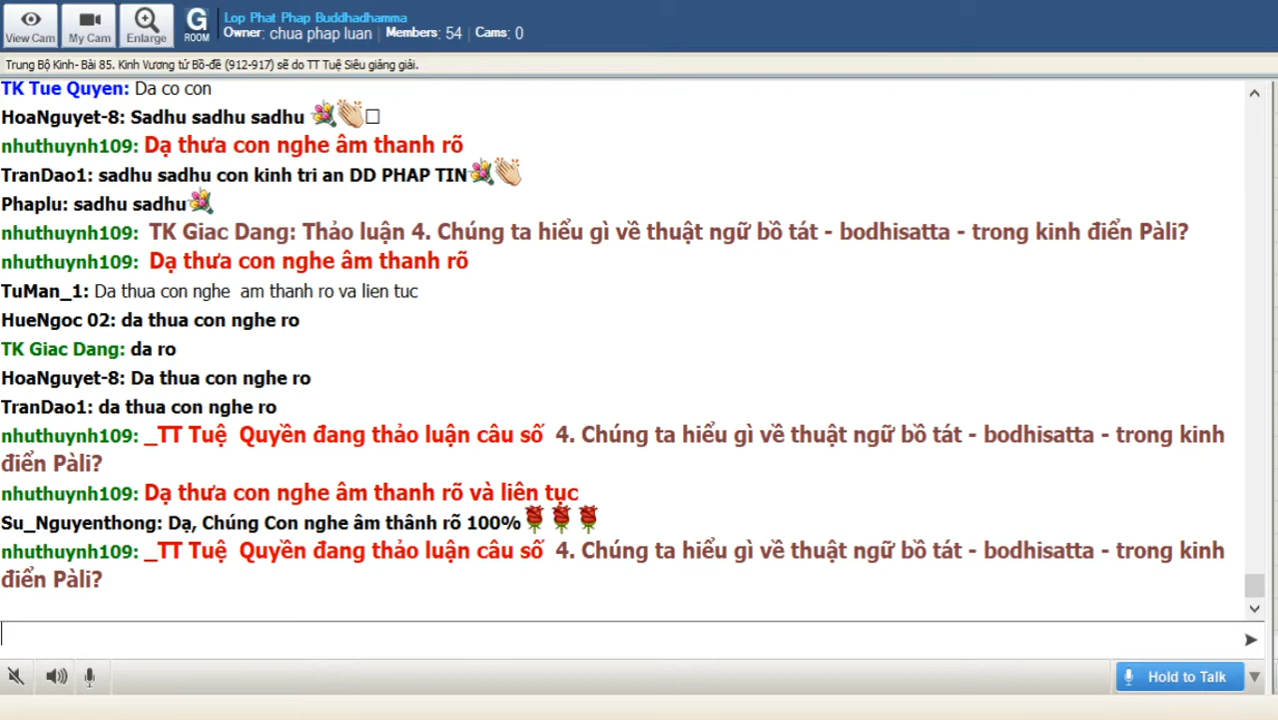 View Cam
My Cam
Enlarge
G
ROOM
Lop Phat Phap Buddhadhamma
Owner: chua phap luan | Members: 54 | Cams: 0
Trung Bộ Kinh- Bài 85. Kinh Vương tử Bồ-đề (912-917) sẽ do TT Tuệ Siêu giảng giải.
TK Tue Quyen: Da co con
HoaNguyet-8: Sadhu sadhu sadhu
nhuthuynh109: Dạ thưa con nghe âm thanh rõ
TranDao1: sadhu sadhu con kinh tri an DD PHAP TIN
Phaplu: sadhu sadhu
nhuthuynh109: TK Giac Dang: Thảo luận 4. Chúng ta hiểu gì về thuật ngữ bồ tát - bodhisatta - trong kinh điển Pàli?
nhuthuynh109: Dạ thưa con nghe âm thanh rõ
TuMan_1: Da thua con nghe am thanh ro va lien tuc
HueNgoc 02: da thua con nghe ro
TK Giac Dang: da ro
HoaNguyet-8: Da thua con nghe ro
TranDao1: da thua con nghe ro
nhuthuynh109: _TT Tuệ Quyền đang thảo luận câu số 4. Chúng ta hiểu gì về thuật ngữ bồ tát - bodhisatta - trong kinh
điển Pàli?
nhuthuynh109: Dạ thưa con nghe âm thanh rõ và liên tục
Su_Nguyenthong: Dạ, Chúng Con nghe âm thânh rõ 100%
nhuthuynh109: _TT Tuệ Quyền đang thảo luận câu số 4. Chúng ta hiểu gì về thuật ngữ bồ tát - bodhisatta - trong kinh
điển Pàli?
Hold to Talk